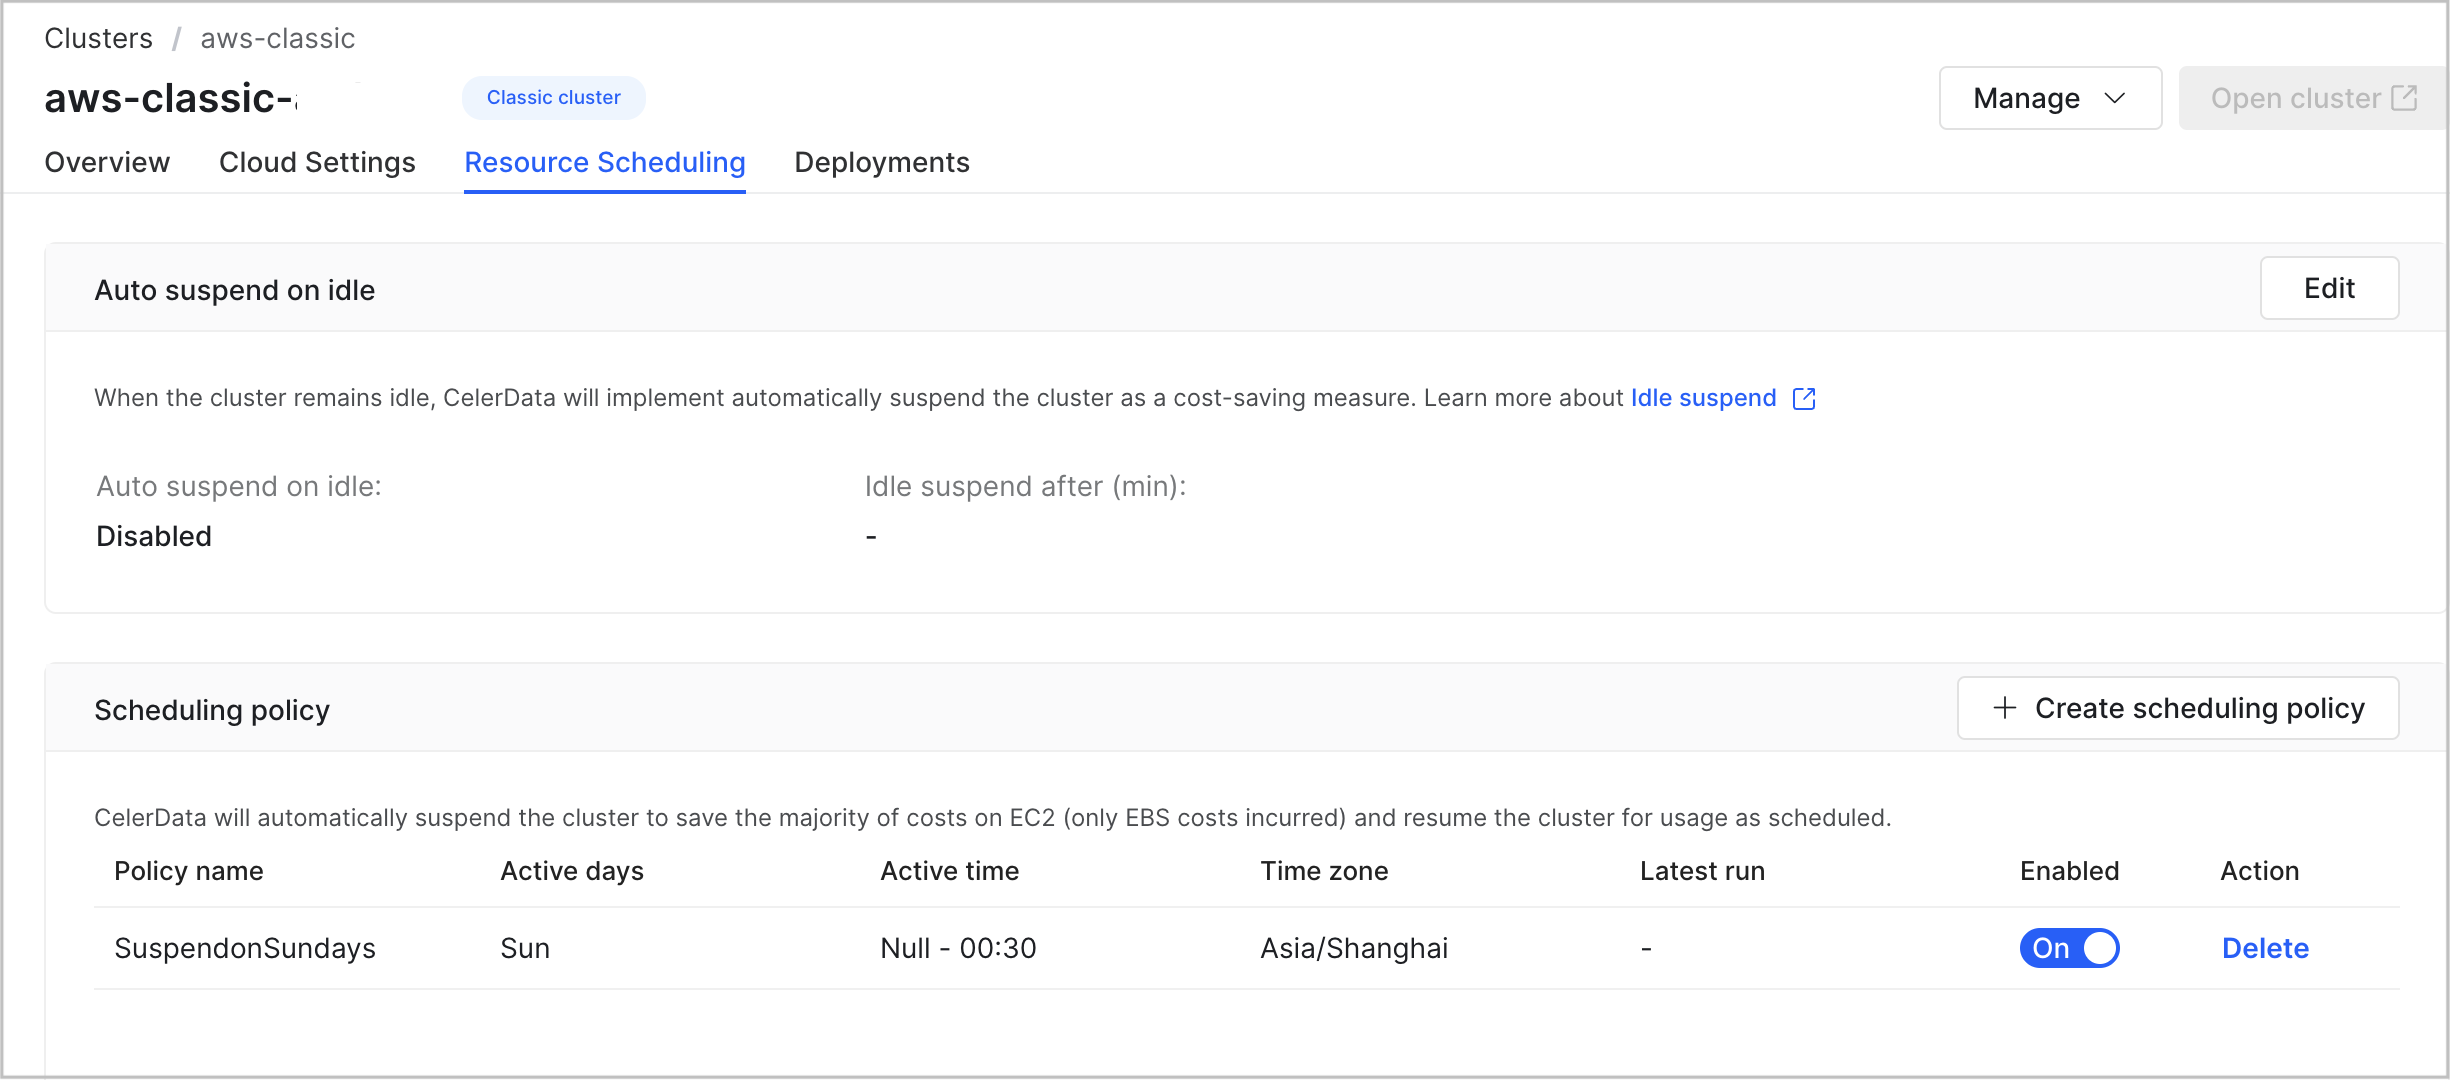 Clusters / aws-classic
aws-classic- Classic cluster Manage Open cluster
Overview Cloud Settings Resource Scheduling Deployments
Auto suspend on idle Edit
When the cluster remains idle, CelerData will implement automatically suspend the cluster as a cost-saving measure. Learn more about Idle suspend
Auto suspend on idle: Idle suspend after (min):
Disabled -
Scheduling policy + Create scheduling policy
CelerData will automatically suspend the cluster to save the majority of costs on EC2 (only EBS costs incurred) and resume the cluster for usage as scheduled.
Policy name Active days Active time Time zone Latest run Enabled Action
SuspendonSundays Sun Null - 00:30 Asia/Shanghai - On Delete